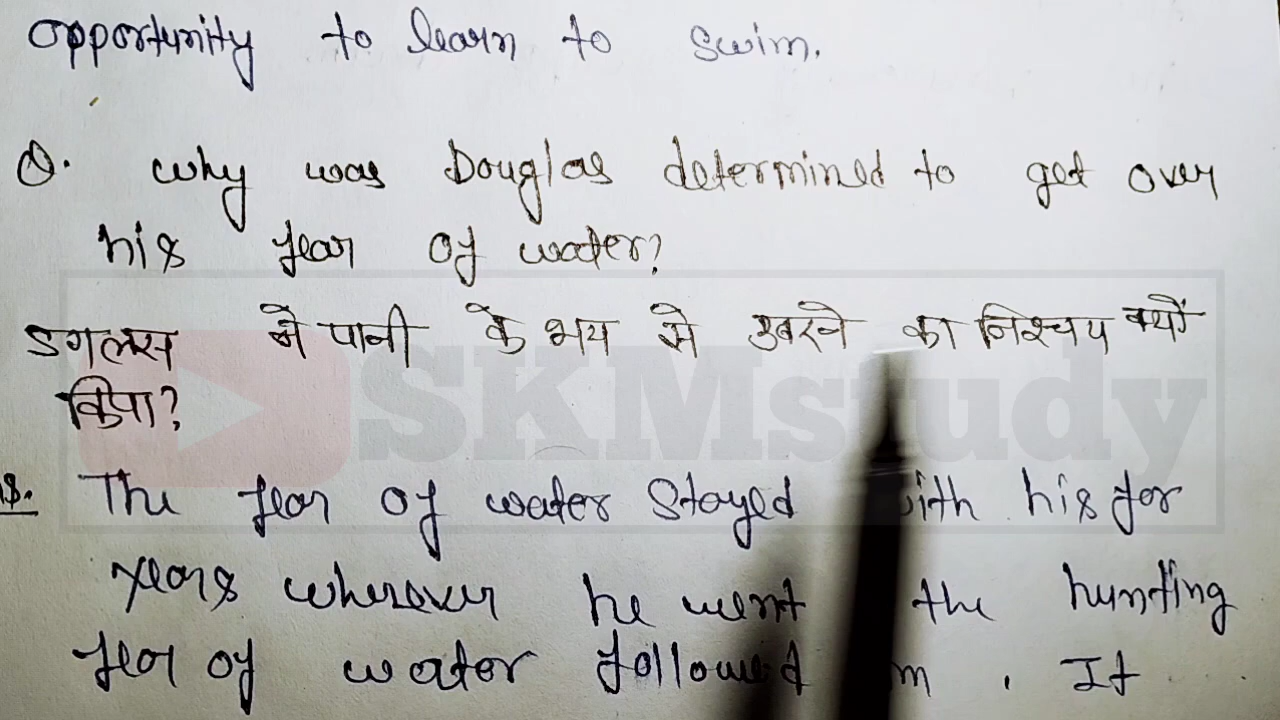 opportunity to learn to swim.
Q. why was Douglas determined to get over
his fear of water?
डगलस ने पानी के भय से उबरने का निश्चय क्यों
किया?
SKMstudy
The fear of water stayed with his for
years wherever he went the hunting
fear of water followed . It